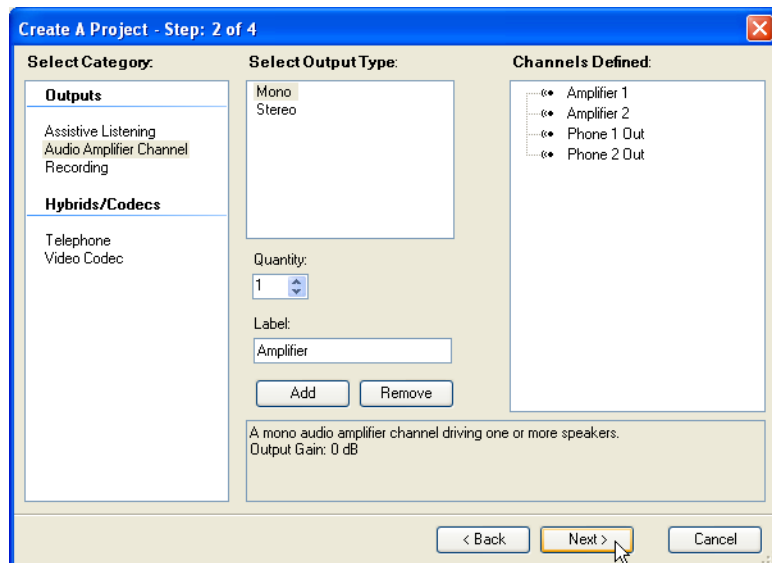 Create A Project - Step: 2 of 4
Select Category:
Outputs
Assistive Listening
Audio Amplifier Channel
Recording
Hybrids/Codecs
Telephone
Video Codec
Select Output Type:
Mono
Stereo
Quantity:
1
Label:
Amplifier
Add
Remove
Channels Defined:
Amplifier 1
Amplifier 2
Phone 1 Out
Phone 2 Out
A mono audio amplifier channel driving one or more speakers.
Output Gain: 0 dB
< Back
Next >
Cancel